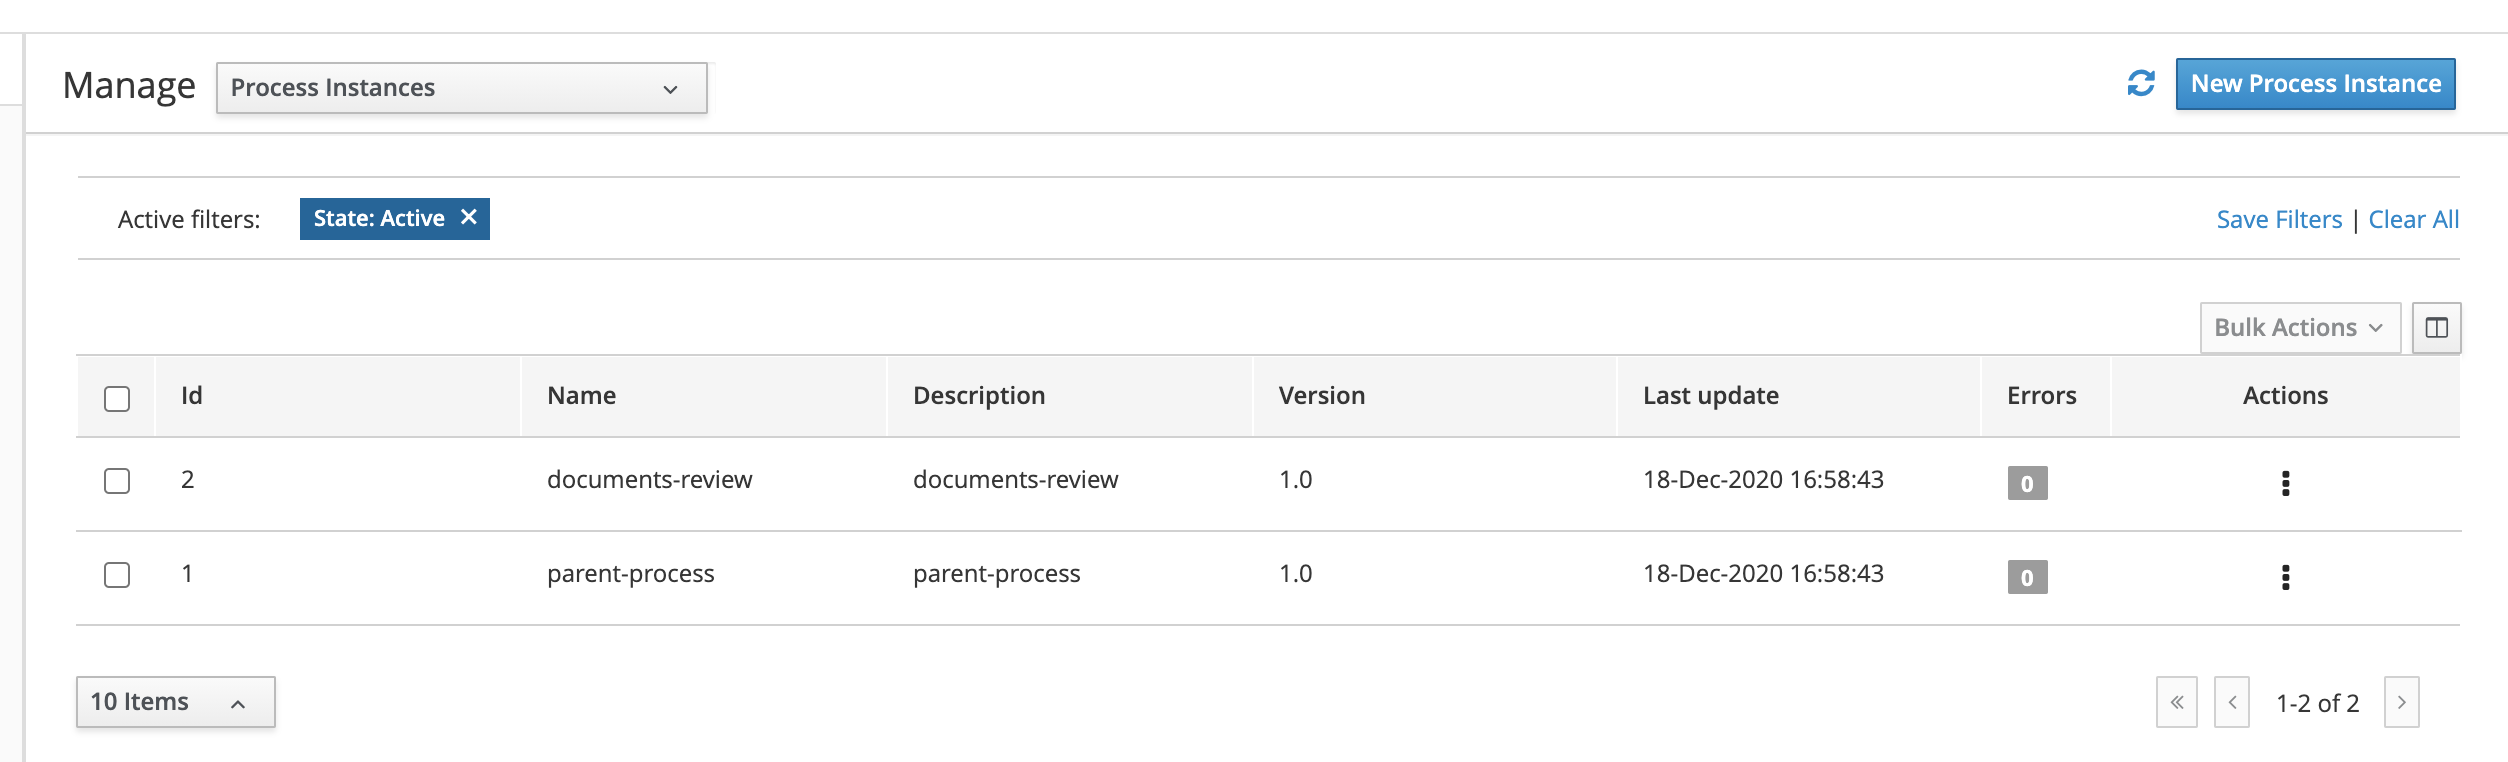 Manage Process Instances New Process Instance
Active filters: State: Active Save Filters | Clear All
Bulk Actions
Id Name Description Version Last update Errors Actions
2 documents-review documents-review 1.0 18-Dec-2020 16:58:43 0
1 parent-process parent-process 1.0 18-Dec-2020 16:58:43 0
10 Items 1-2 of 2